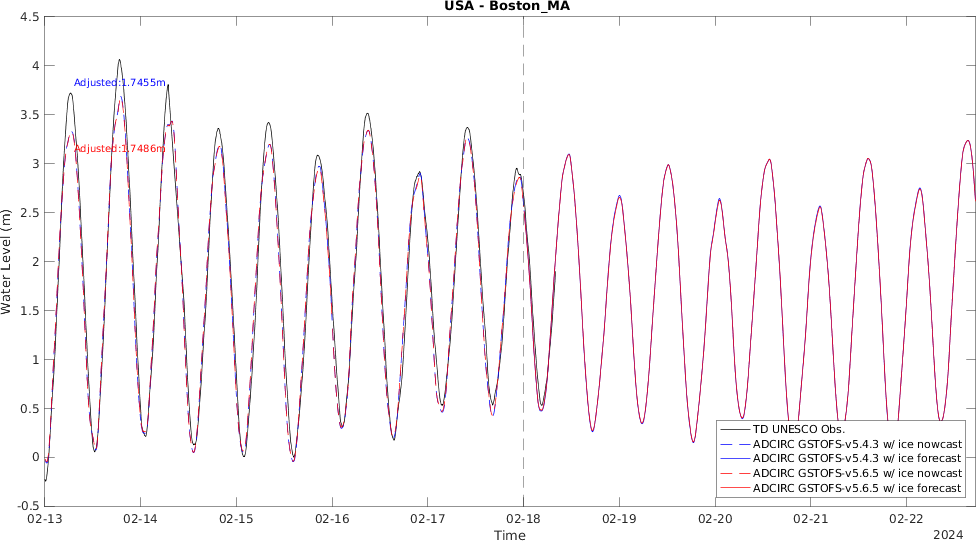 USA - Boston_MA
4.5
4
3.5
3
2.5
2
1.5
1
0.5
0
-0.5
Water Level (m)
Adjusted:1.7455m
Adjusted:1.7486m
TD UNESCO Obs.
ADCIRC GSTOFS-v5.4.3 w/ ice nowcast
ADCIRC GSTOFS-v5.4.3 w/ ice forecast
ADCIRC GSTOFS-v5.6.5 w/ ice nowcast
ADCIRC GSTOFS-v5.6.5 w/ ice forecast
02-13 02-14 02-15 02-16 02-17 02-18 02-19 02-20 02-21 02-22
Time
2024